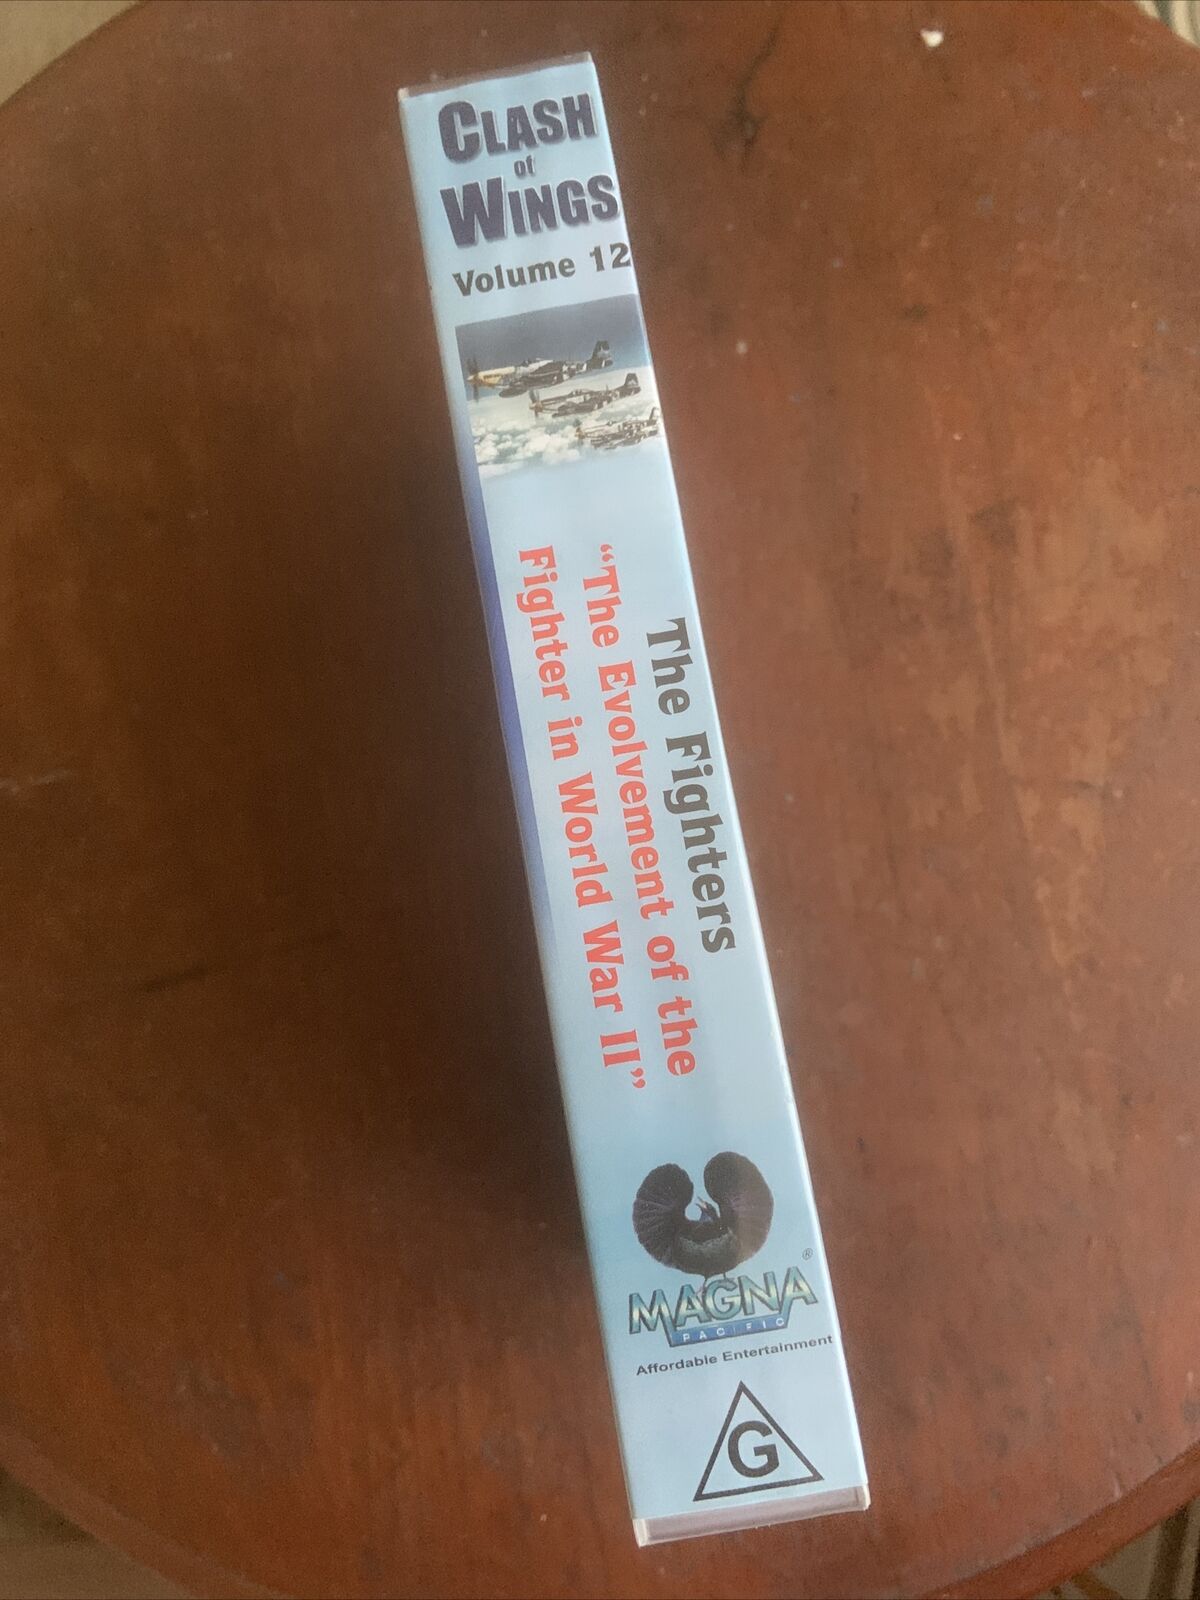 CLASH
of
WINGS
Volume 12
The Fighters
“The Evolvement of the
Fighter in World War II”
®
MAGNA
PACIFIC
Affordable Entertainment
G